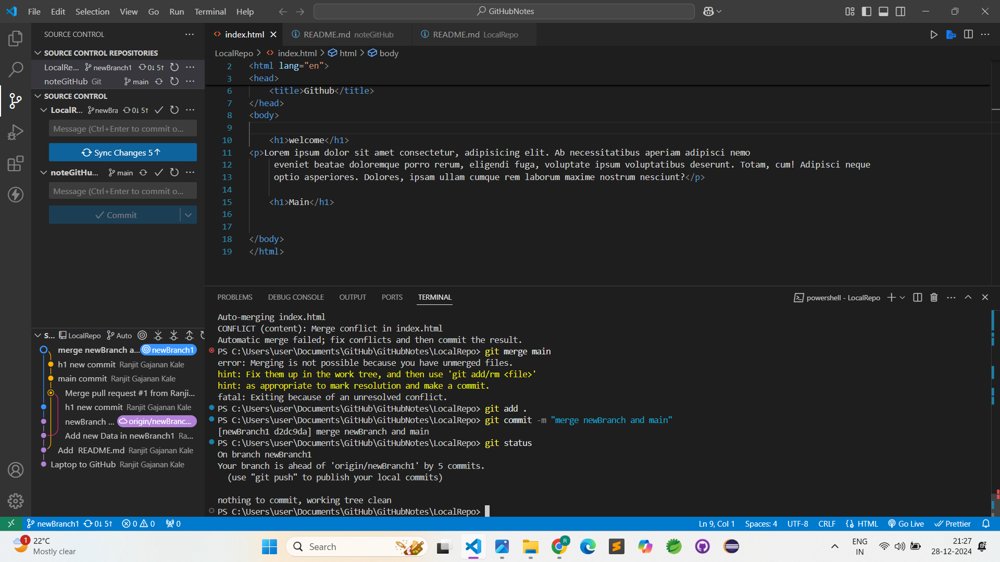 File Edit Selection View Go Run Terminal Help
GitHubNotes
SOURCE CONTROL
SOURCE CONTROL REPOSITORIES
LocalRe... newBranch1 0↓ 5↑
noteGitHub Git main
SOURCE CONTROL
LocalR... newBra 0↓ 5↑
Message (Ctrl+Enter to commit o...
Sync Changes 5↑
noteGitHu... main
Message (Ctrl+Enter to commit o...
Commit
S... LocalRepo Auto
merge newBranch a... newBranch1
h1 new commit Ranjit Gajanan Kale
main commit Ranjit Gajanan Kale
Merge pull request #1 from Ranji...
h1 new commit Ranjit Gajanan Kale
newBranch ... origin/newBranc...
Add new Data in newBranch1 Ra...
Add README.md Ranjit Gajanan Kale
Laptop to GitHub Ranjit Gajanan Kale
index.html README.md noteGitHub README.md LocalRepo
LocalRepo > index.html > html > body
2 <html lang="en">
3 <head>
6 <title>Github</title>
7 </head>
8 <body>
9
10 <h1>welcome</h1>
11 <p>Lorem ipsum dolor sit amet consectetur, adipisicing elit. Ab necessitatibus aperiam adipisci nemo
12 eveniet beatae doloremque porro rerum, eligendi fuga, voluptate ipsum voluptatibus deserunt. Totam, cum! Adipisci neque
13 optio asperiores. Dolores, ipsam ullam cumque rem laborum maxime nostrum nesciunt?</p>
14
15 <h1>Main</h1>
16
17
18 </body>
19 </html>
PROBLEMS DEBUG CONSOLE OUTPUT PORTS TERMINAL
powershell - LocalRepo
Auto-merging index.html
CONFLICT (content): Merge conflict in index.html
Automatic merge failed; fix conflicts and then commit the result.
PS C:\Users\user\Documents\GitHub\GitHubNotes\LocalRepo> git merge main
error: Merging is not possible because you have unmerged files.
hint: Fix them up in the work tree, and then use 'git add/rm <file>'
hint: as appropriate to mark resolution and make a commit.
fatal: Exiting because of an unresolved conflict.
PS C:\Users\user\Documents\GitHub\GitHubNotes\LocalRepo> git add .
PS C:\Users\user\Documents\GitHub\GitHubNotes\LocalRepo> git commit -m "merge newBranch and main"
[newBranch1 d2dc9da] merge newBranch and main
PS C:\Users\user\Documents\GitHub\GitHubNotes\LocalRepo> git status
On branch newBranch1
Your branch is ahead of 'origin/newBranch1' by 5 commits.
(use "git push" to publish your local commits)
nothing to commit, working tree clean
PS C:\Users\user\Documents\GitHub\GitHubNotes\LocalRepo>
newBranch1 0↓ 5↑ 0 0 0
Ln 9, Col 1 Spaces: 4 UTF-8 CRLF HTML Go Live Prettier
1
22°C
Mostly clear
Search
R
ENG
IN
21:27
28-12-2024